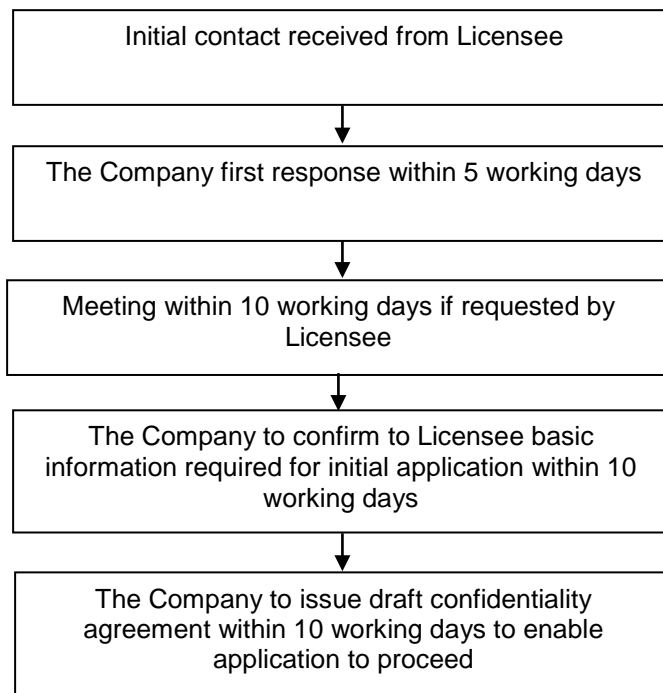 Initial contact received from Licensee
The Company first response within 5 working days
Meeting within 10 working days if requested by
Licensee
The Company to confirm to Licensee basic
information required for initial application within 10
working days
The Company to issue draft confidentiality
agreement within 10 working days to enable
application to proceed